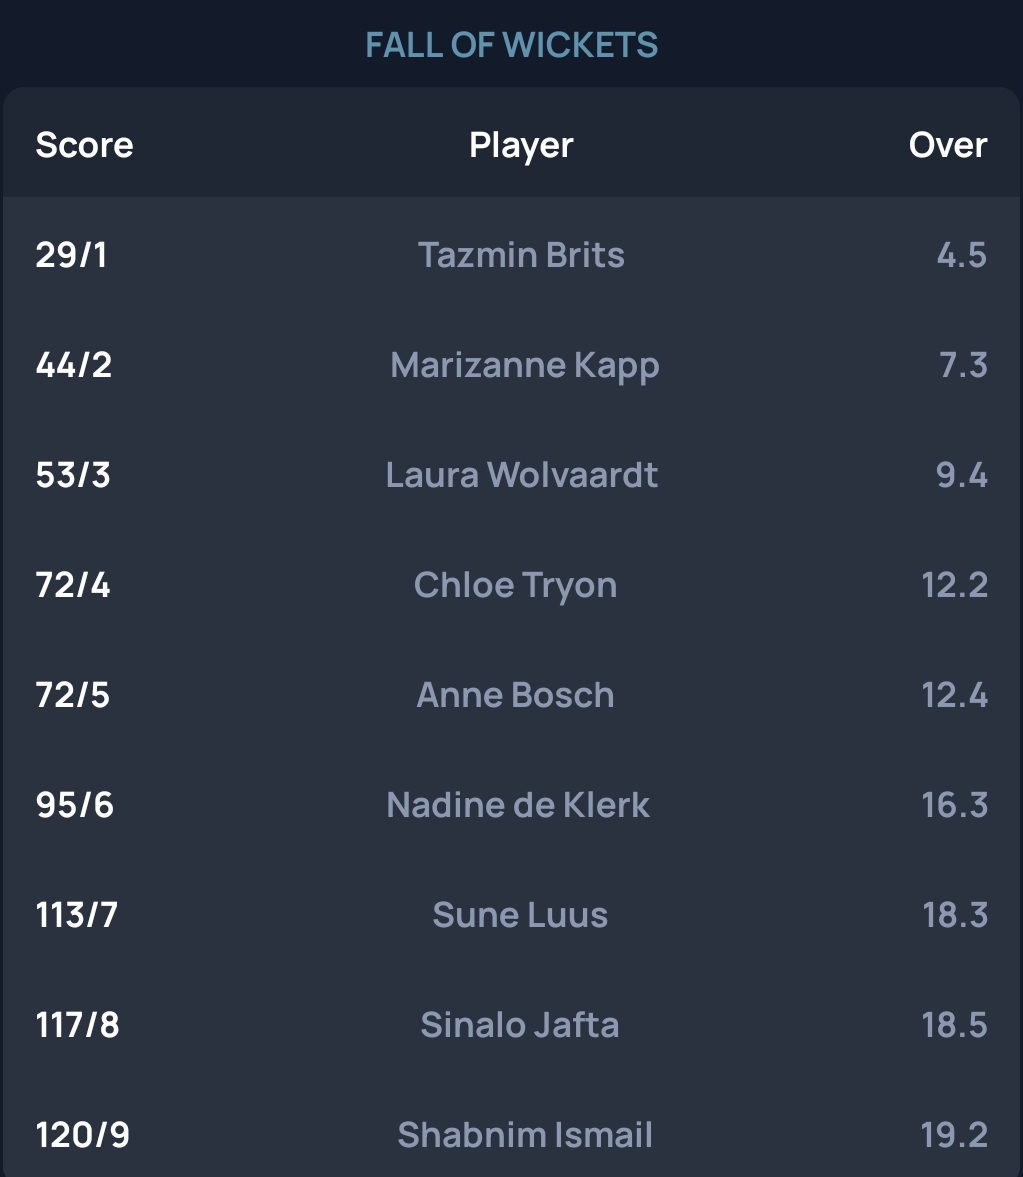 FALL OF WICKETS
Score Player Over
29/1 Tazmin Brits 4.5
44/2 Marizanne Kapp 7.3
53/3 Laura Wolvaardt 9.4
72/4 Chloe Tryon 12.2
72/5 Anne Bosch 12.4
95/6 Nadine de Klerk 16.3
113/7 Sune Luus 18.3
117/8 Sinalo Jafta 18.5
120/9 Shabnim Ismail 19.2